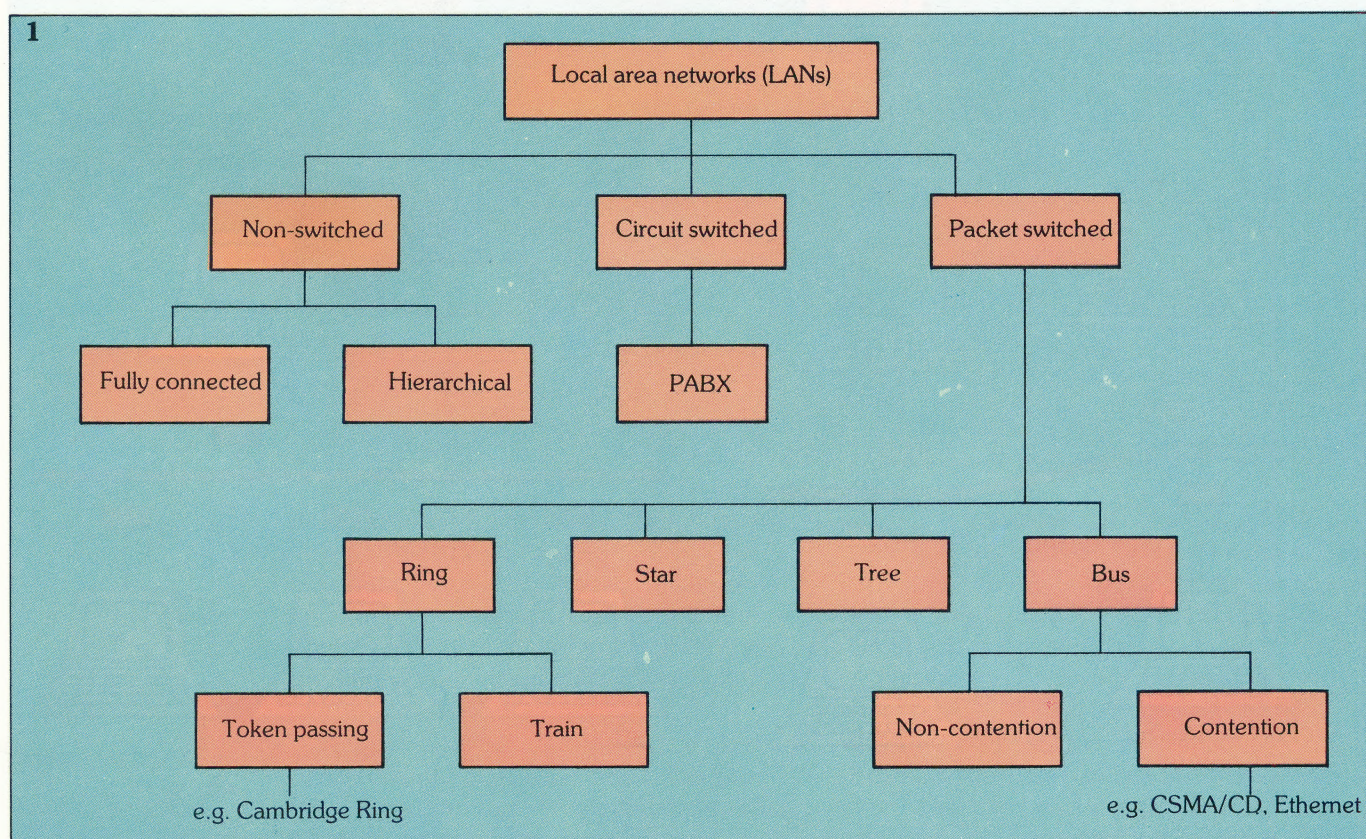 1
Local area networks (LANs)
Non-switched
Circuit switched
Packet switched
Fully connected
Hierarchical
PABX
Ring
Star
Tree
Bus
Token passing
Train
Non-contention
Contention
e.g. Cambridge Ring
e.g. CSMA/CD, Ethernet